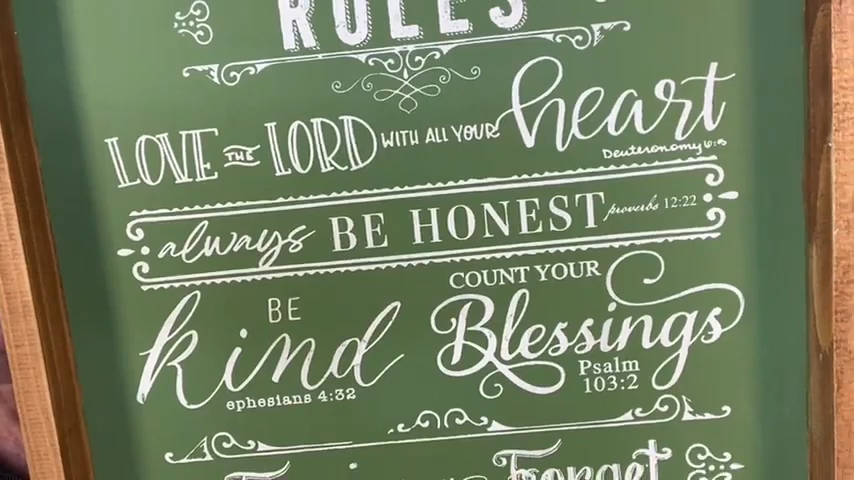 RULES
LOVE THE LORD WITH ALL YOUR heart
Deuteronomy 6:5
always BE HONEST proverbs 12:22
BE kind
ephesians 4:32
COUNT YOUR
Blessings
Psalm
103:2
Forget